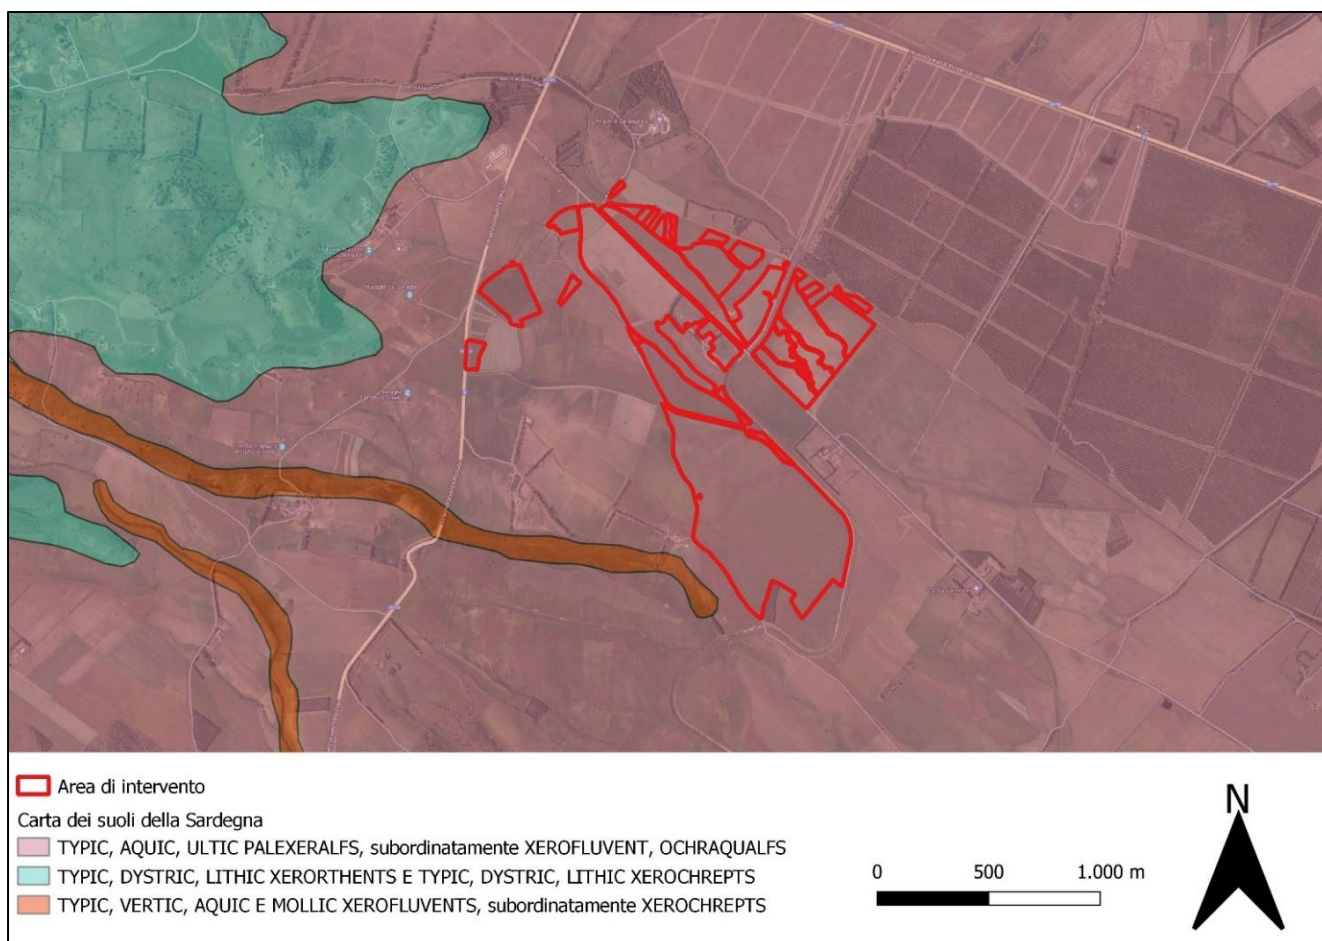 Area di intervento
Carta dei suoli della Sardegna
TYPIC, AQUIC, ULTIC PALEXERALFS, subordinatamente XEROFLUVENT, OCHRAQUALFS
TYPIC, DYSTRIC, LITHIC XERORTHENTS E TYPIC, DYSTRIC, LITHIC XEROCHREPTS
TYPIC, VERTIC, AQUIC E MOLLIC XEROFLUVENTS, subordinatamente XEROCHREPTS
0 500 1.000 m
N